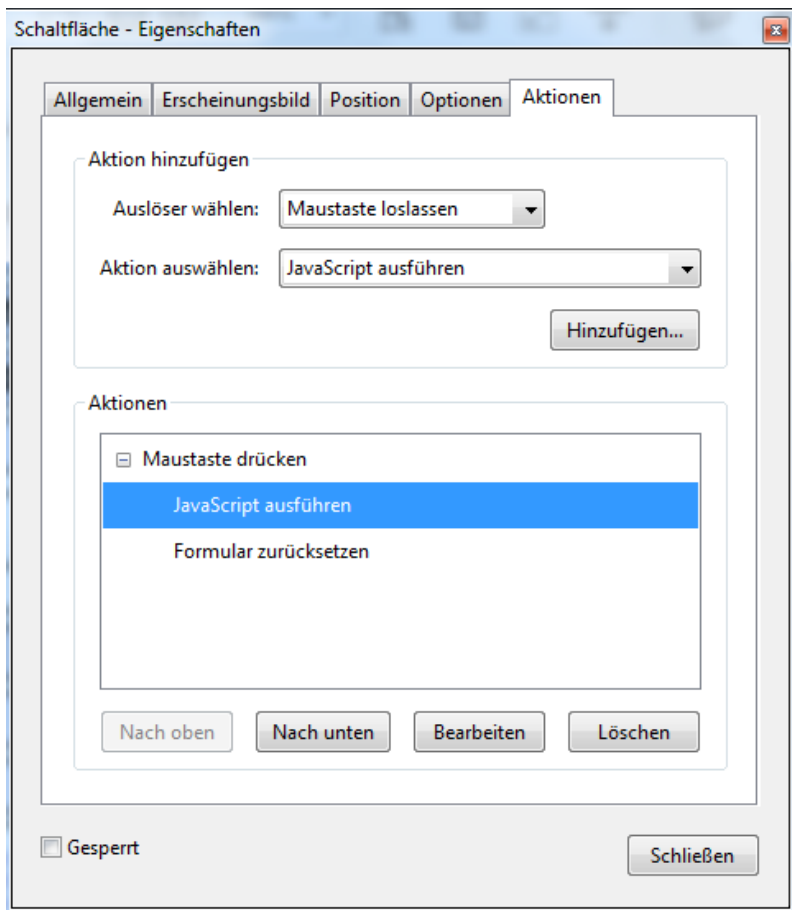 Schaltfläche - Eigenschaften
Allgemein Erscheinungsbild Position Optionen Aktionen
Aktion hinzufügen
Auslöser wählen: Maustaste loslassen
Aktion auswählen: JavaScript ausführen
Hinzufügen...
Aktionen
Maustaste drücken
JavaScript ausführen
Formular zurücksetzen
Nach oben Nach unten Bearbeiten Löschen
Gesperrt
Schließen